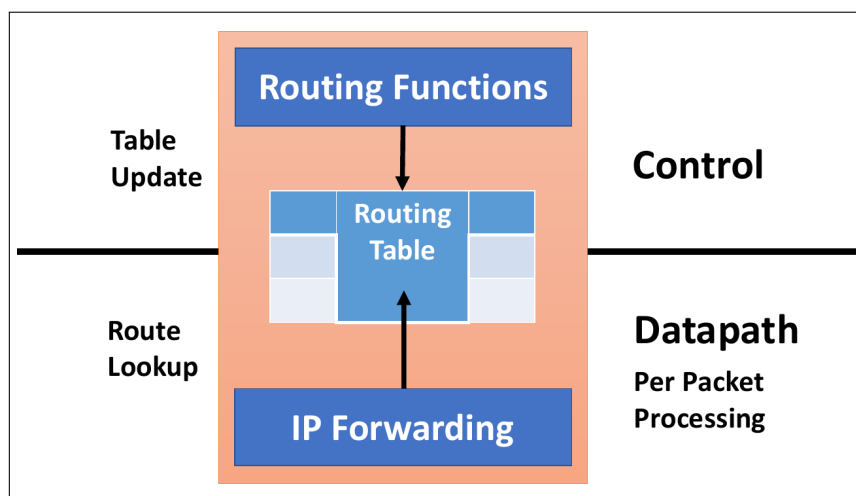 Routing Functions
Table
Update
Control
Routing
Table
Route
Lookup
Datapath
Per Packet
Processing
IP Forwarding